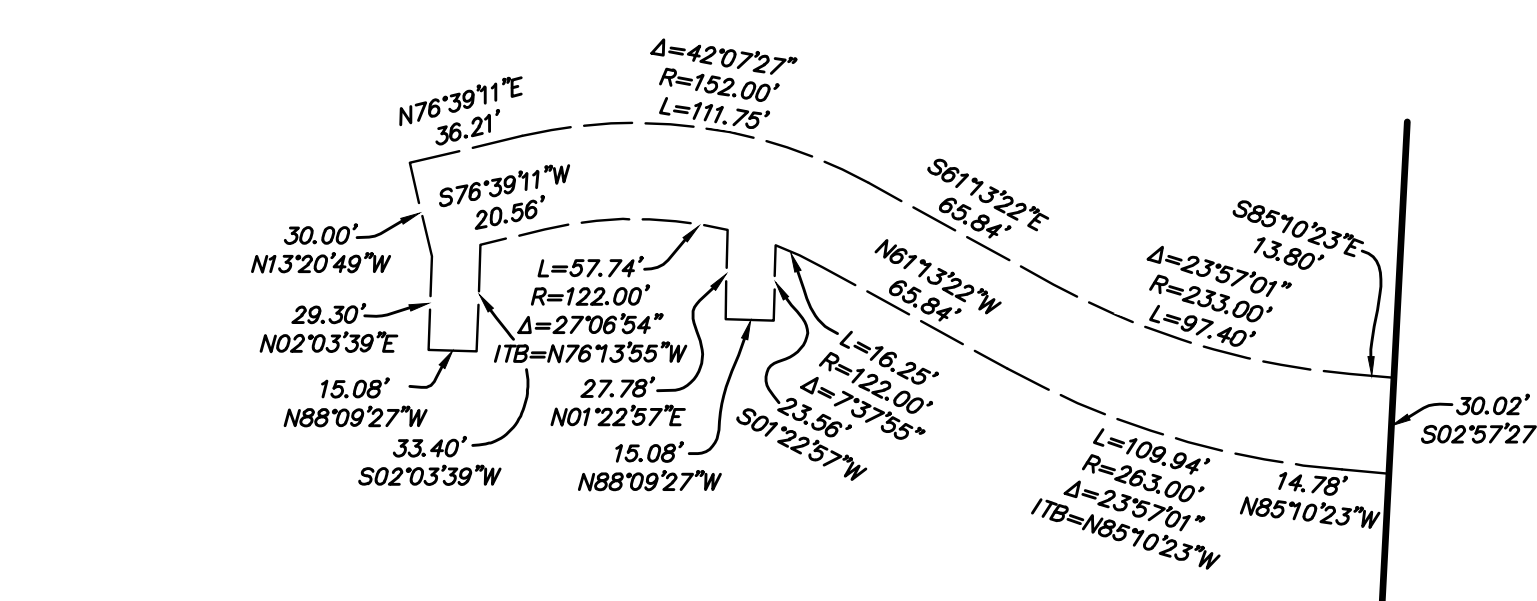 Δ=42°07'27"
R=152.00'
L=111.75'
N76°39'11"E
36.21'
S76°39'11"W
20.56'
S61°13'22"E
65.84'
S85°10'23"E
13.80'
30.00'
N13°20'49"W
L=57.74'
R=122.00'
Δ=27°06'54"
ITB=N76°13'55"W
N61°13'22"W
65.84'
Δ=23°57'01"
R=233.00'
L=97.40'
29.30'
N02°03'39"E
15.08'
N88°09'27"W
33.40'
S02°03'39"W
27.78'
N01°22'57"E
15.08'
N88°09'27"W
L=16.25'
R=122.00'
Δ=7°37'55"
23.56'
S01°22'57"W
30.02'
S02°57'27
L=109.94'
R=263.00'
Δ=23°57'01"
ITB=N85°10'23"W
14.78'
N85°10'23"W